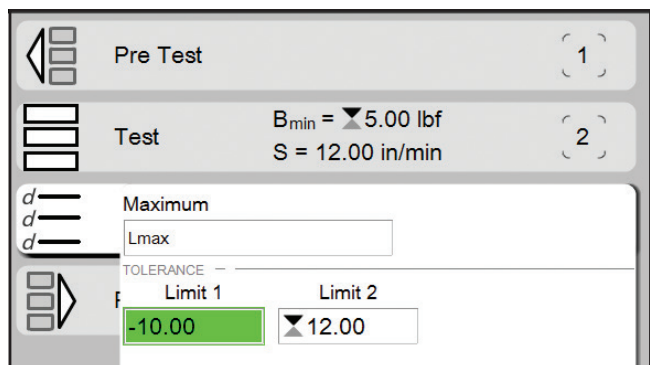 Pre Test
1
Test
Bmin = 5.00 lbf
S = 12.00 in/min
2
d
d
d
Maximum
Lmax
TOLERANCE
Limit 1 Limit 2
-10.00 12.00